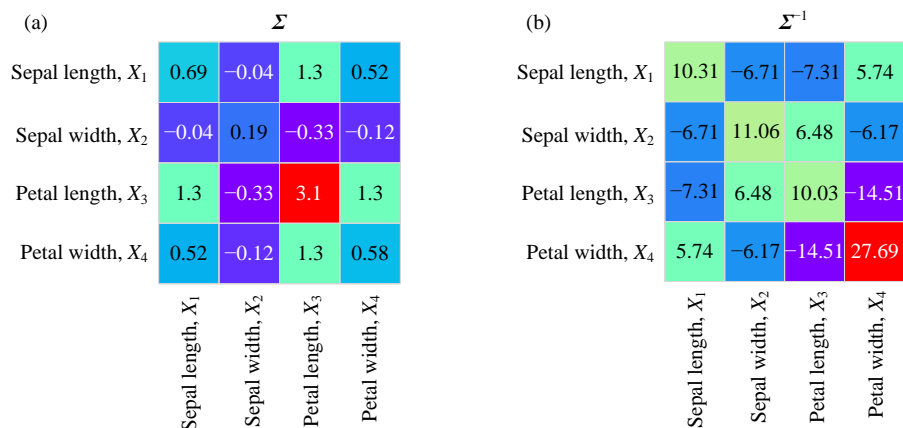 (a)
Σ
Sepal length, X1
0.69 −0.04 1.3 0.52
Sepal width, X2
−0.04 0.19 −0.33 −0.12
Petal length, X3
1.3 −0.33 3.1 1.3
Petal width, X4
0.52 −0.12 1.3 0.58
Sepal length, X1
Sepal width, X2
Petal length, X3
Petal width, X4
(b)
Σ−1
Sepal length, X1
10.31 −6.71 −7.31 5.74
Sepal width, X2
−6.71 11.06 6.48 −6.17
Petal length, X3
−7.31 6.48 10.03 −14.51
Petal width, X4
5.74 −6.17 −14.51 27.69
Sepal length, X1
Sepal width, X2
Petal length, X3
Petal width, X4